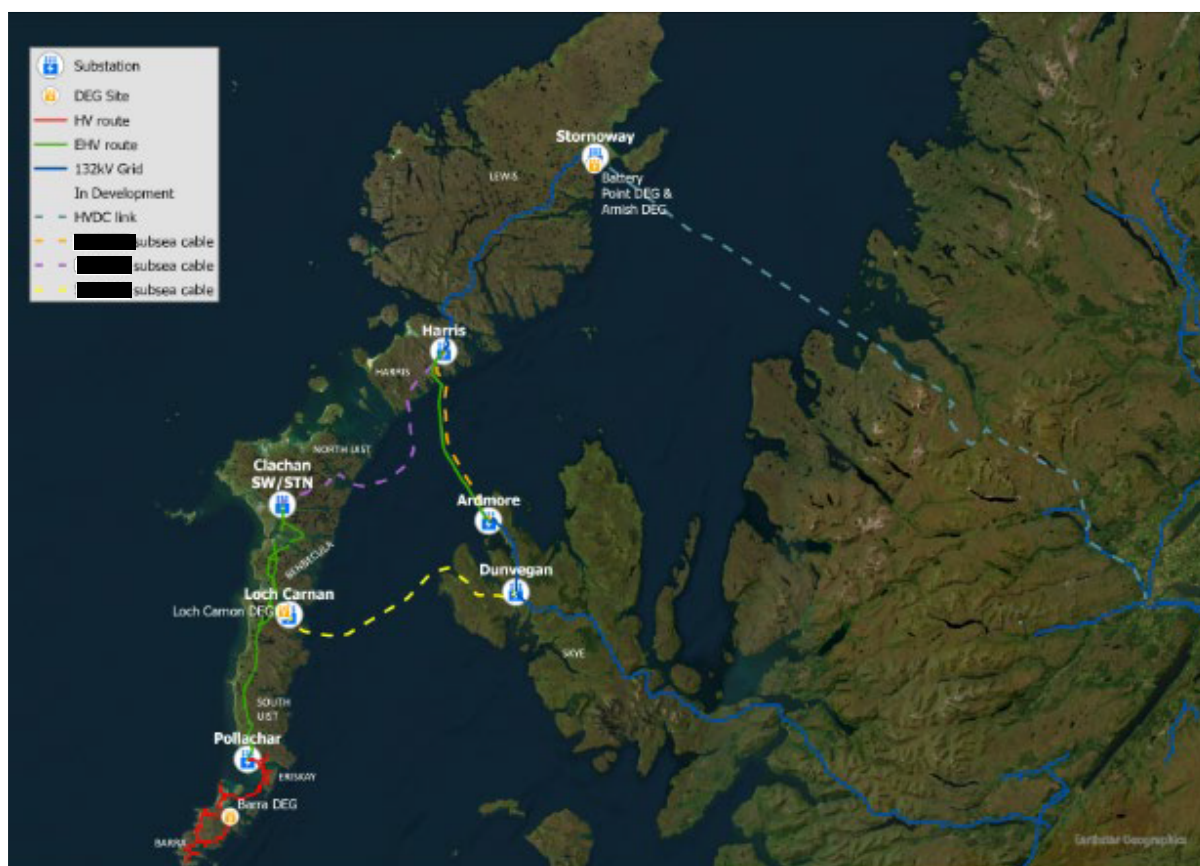 Substation
DEG Site
HV route
EHV route
132kV Grid
In Development
HVDC link
subsea cable
subsea cable
subsea cable
Stornoway
Battery
Point DEG &
Arnish DEG
LEWIS
Harris
HARRIS
NORTH UIST
Clachan
SW/STN
BENBECULA
Ardmore
Dunvegan
Loch Carnan
Loch Carnon DEG
SKYE
SOUTH
UIST
Pollachar
ERISKAY
Barra DEG
BARRA
Earthstar Geographics